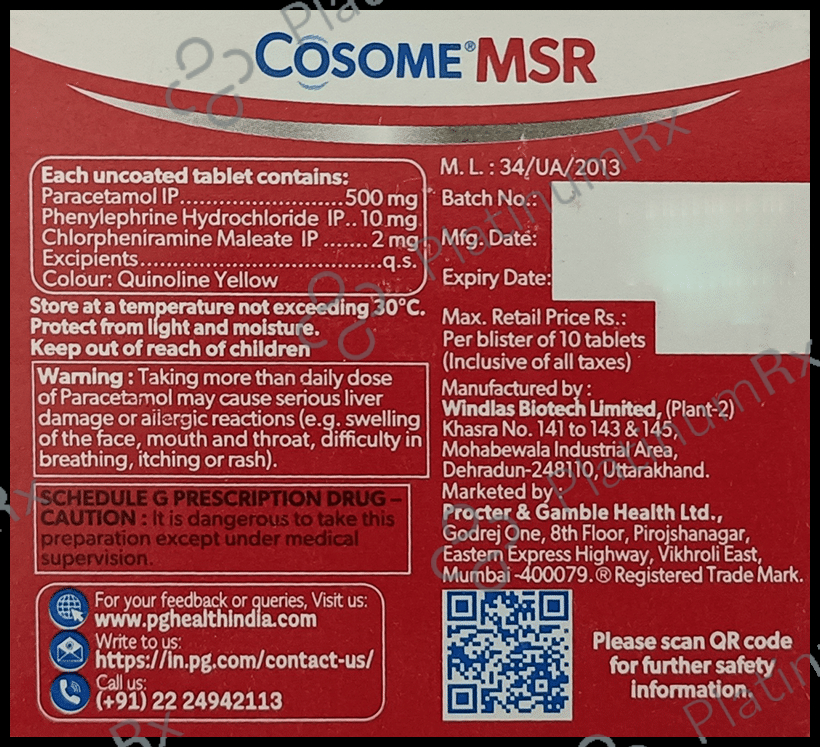 COSOME® MSR
Each uncoated tablet contains:
Paracetamol IP..........................500 mg
Phenylephrine Hydrochloride IP..10 mg
Chlorpheniramine Maleate IP .......2 mg
Excipients.......................................q.s.
Colour: Quinoline Yellow
Store at a temperature not exceeding 30°C.
Protect from light and moisture.
Keep out of reach of children
Warning : Taking more than daily dose
of Paracetamol may cause serious liver
damage or allergic reactions (e.g. swelling
of the face, mouth and throat, difficulty in
breathing, itching or rash).
SCHEDULE G PRESCRIPTION DRUG –
CAUTION : It is dangerous to take this
preparation except under medical
supervision.
For your feedback or queries, Visit us:
www.pghealthindia.com
Write to us:
https://in.pg.com/contact-us/
Call us:
(+91) 22 24942113
M. L. : 34/UA/2013
Batch No.:
Mfg. Date:
Expiry Date:
Max. Retail Price Rs.:
Per blister of 10 tablets
(Inclusive of all taxes)
Manufactured by :
Windlas Biotech Limited, (Plant-2)
Khasra No. 141 to 143 & 145,
Mohabewala Industrial Area,
Dehradun-248110, Uttarakhand.
Marketed by :
Procter & Gamble Health Ltd.,
Godrej One, 8th Floor, Pirojshanagar,
Eastern Express Highway, Vikhroli East,
Mumbai -400079. ® Registered Trade Mark.
Please scan QR code
for further safety
information.
PlatinumRx
PlatinumRx
PlatinumRx